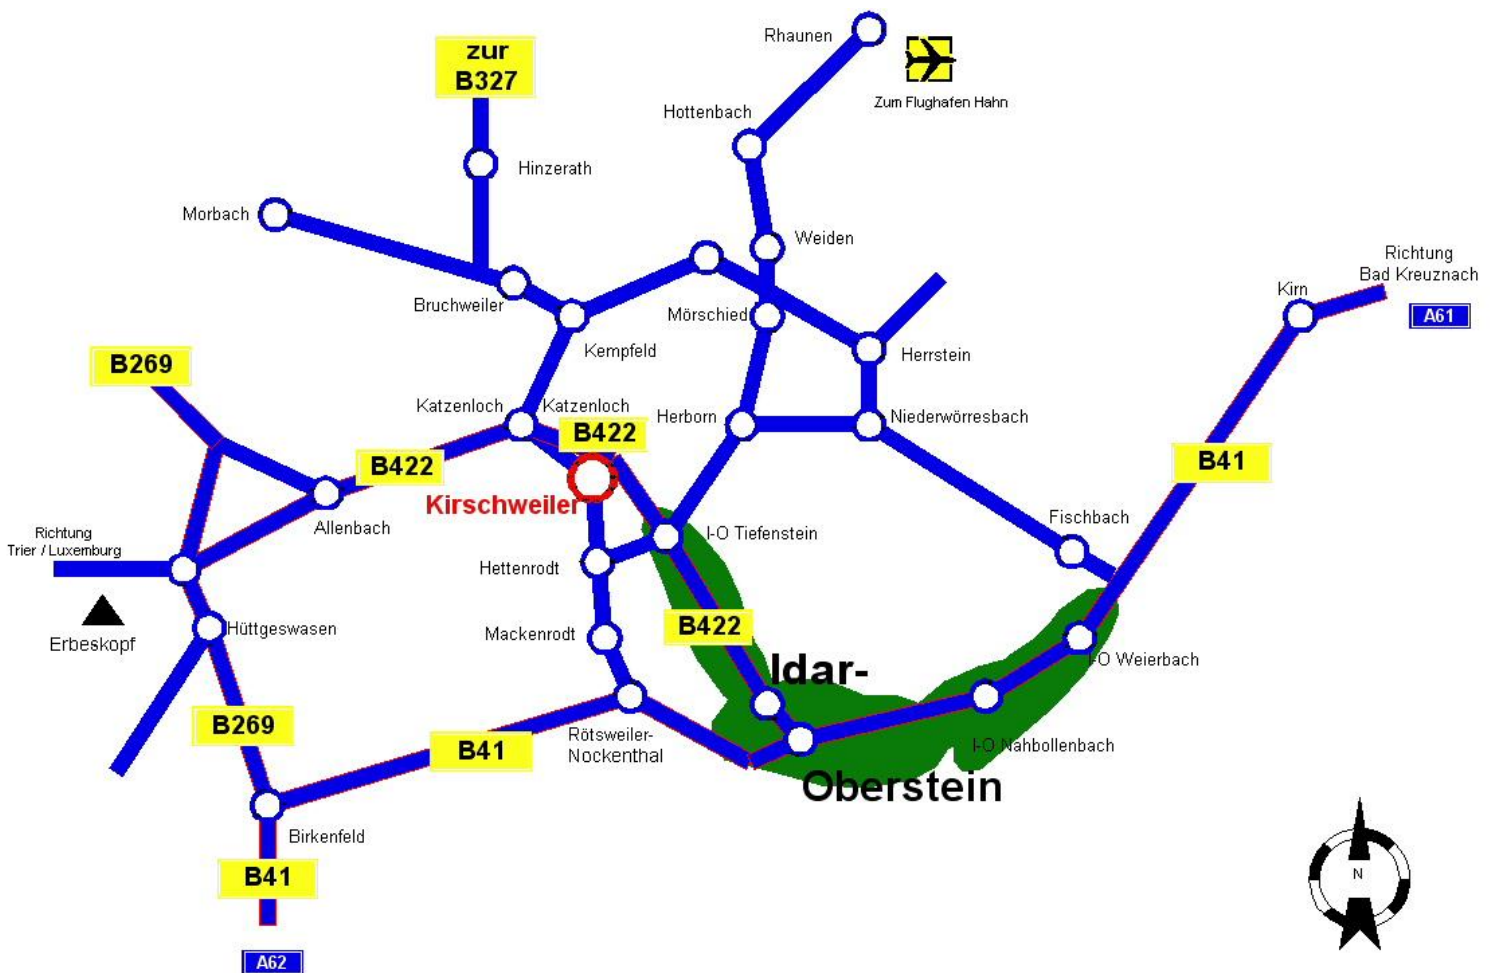 Rhaunen
zur
B327
Zum Flughafen Hahn
Hottenbach
Hinzerath
Morbach
Weiden
Richtung
Bad Kreuznach
Kirn
A61
Bruchweiler
Mörschied
Kempfeld
Herrstein
B269
Katzenloch
Katzenloch
Herborn
Niederwörresbach
B422
B422
B41
Kirschweiler
Allenbach
Fischbach
Richtung
Trier / Luxemburg
I-O Tiefenstein
Hettenrodt
Erbeskopf
Hüttgeswasen
Mackenrodt
B422
I-O Weierbach
Idar-
B269
Rötsweiler-
Nockenthal
B41
I-O Nahbollenbach
Oberstein
Birkenfeld
B41
N
A62